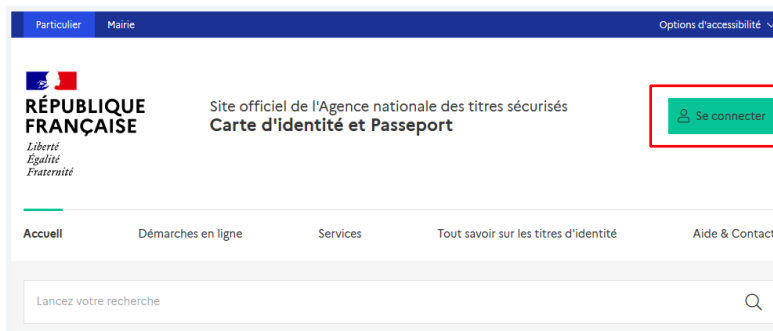 Particulier Mairie Options d'accessibilité
RÉPUBLIQUE
FRANÇAISE
Liberté
Égalité
Fraternité
Site officiel de l'Agence nationale des titres sécurisés
Carte d'identité et Passeport
Se connecter
Accueil Démarches en ligne Services Tout savoir sur les titres d'identité Aide & Contact
Lancez votre recherche